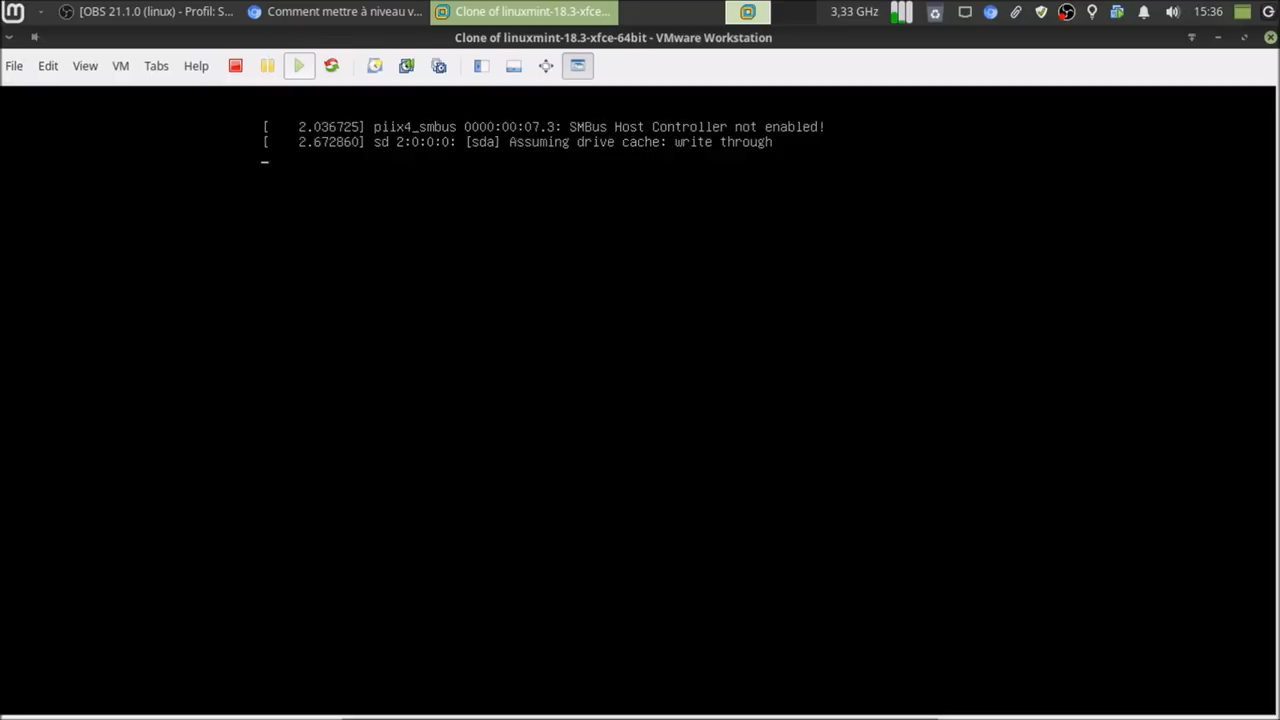 [OBS 21.1.0 (linux) - Profil: S...
Comment mettre à niveau v...
Clone of linuxmint-18.3-xfce...
3,33 GHz
15:36
Clone of linuxmint-18.3-xfce-64bit - VMware Workstation
File Edit View VM Tabs Help
[    2.036725] piix4_smbus 0000:00:07.3: SMBus Host Controller not enabled!
[    2.672860] sd 2:0:0:0: [sda] Assuming drive cache: write through